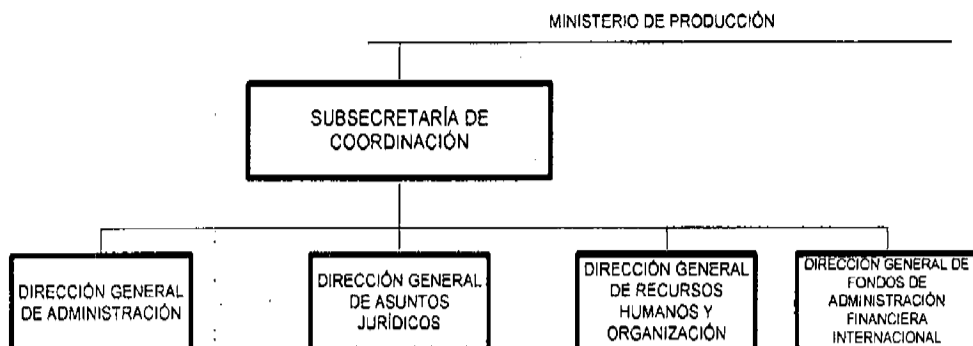 MINISTERIO DE PRODUCCIÓN
SUBSECRETARÍA DE
COORDINACIÓN
DIRECCIÓN GENERAL
DE ADMINISTRACIÓN
DIRECCIÓN GENERAL
DE ASUNTOS
JURÍDICOS
DIRECCIÓN GENERAL
DE RECURSOS
HUMANOS Y
ORGANIZACIÓN
DIRECCIÓN GENERAL DE
FONDOS DE
ADMINISTRACIÓN
FINANCIERA
INTERNACIONAL